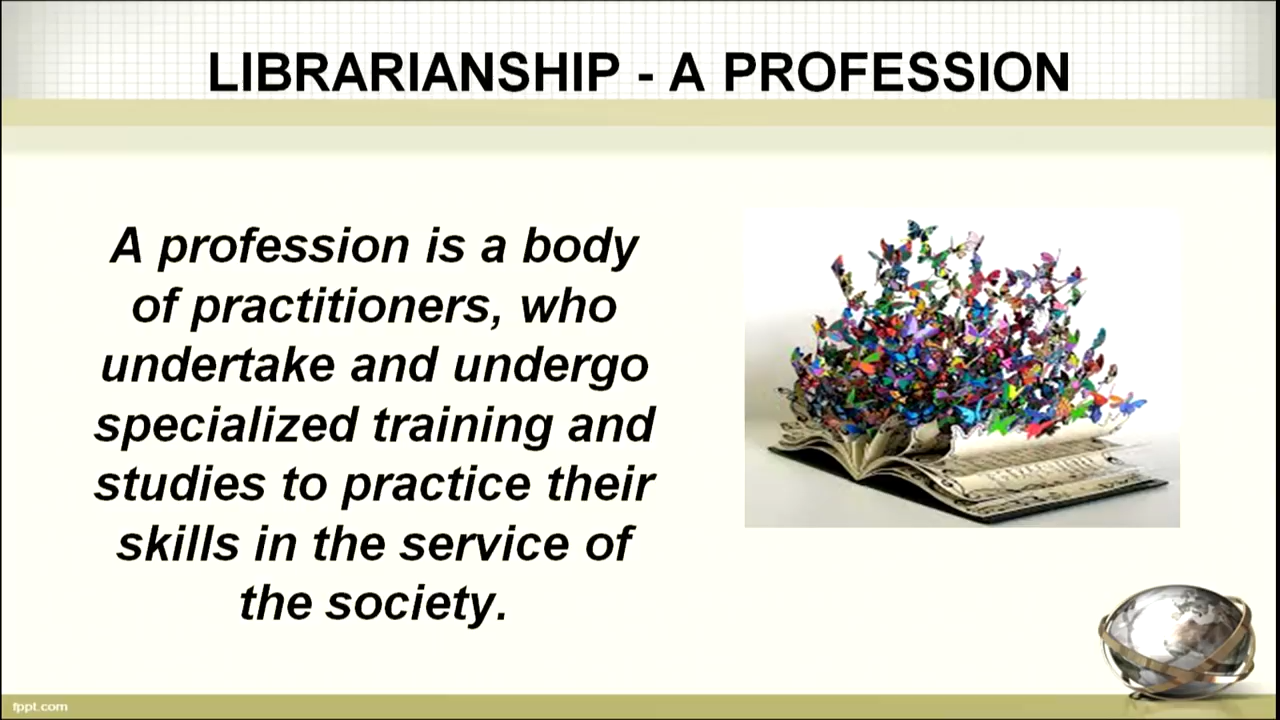 LIBRARIANSHIP - A PROFESSION
A profession is a body
of practitioners, who
undertake and undergo
specialized training and
studies to practice their
skills in the service of
the society.
fppt.com